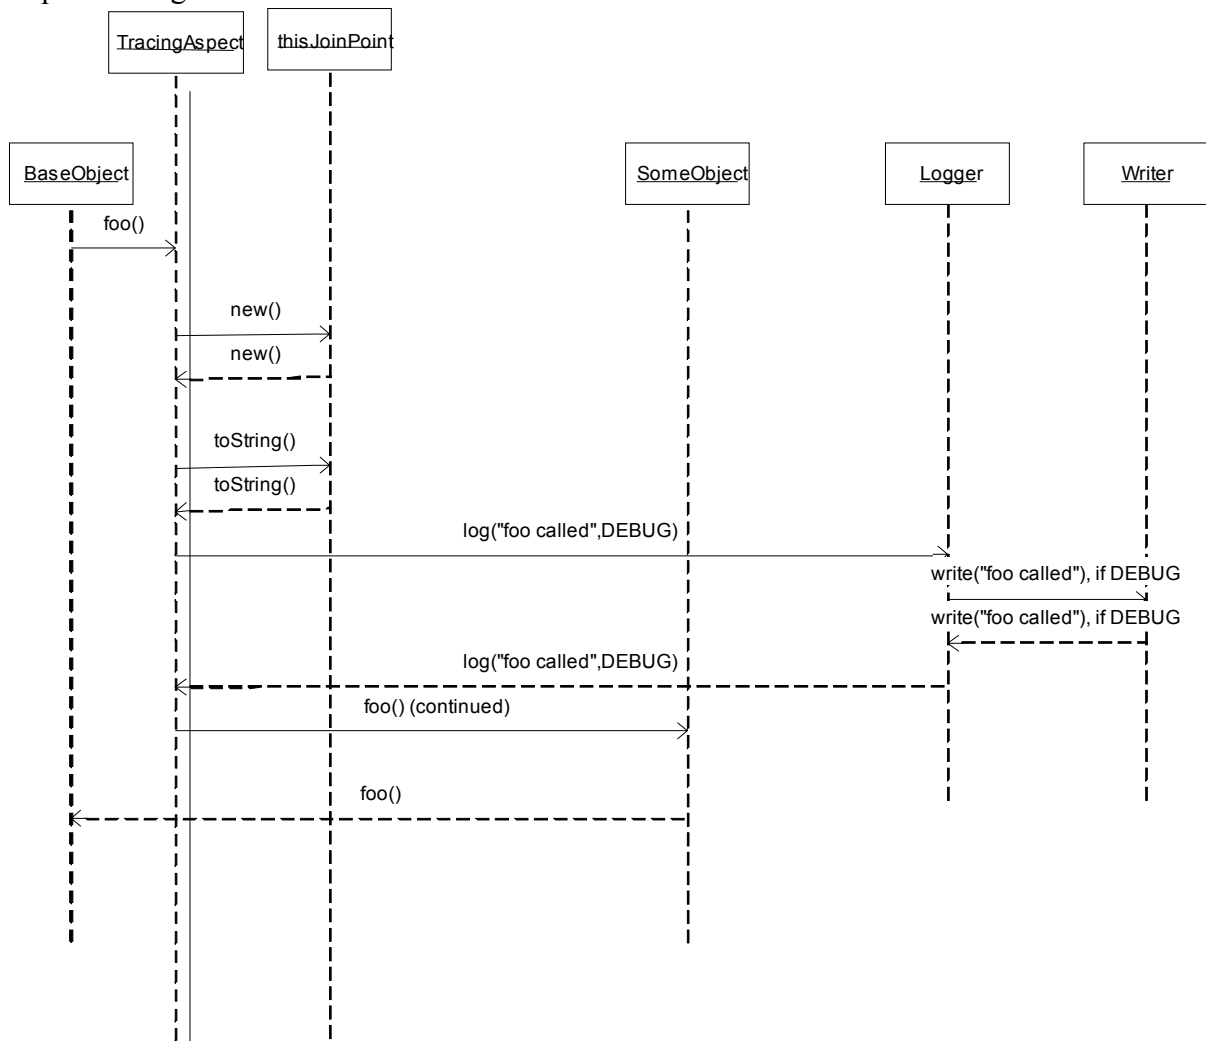 TracingAspect
thisJoinPoint
BaseObject
SomeObject
Logger
Writer
foo()
new()
new()
toString()
toString()
log("foo called",DEBUG)
write("foo called"), if DEBUG
write("foo called"), if DEBUG
log("foo called",DEBUG)
foo() (continued)
foo()